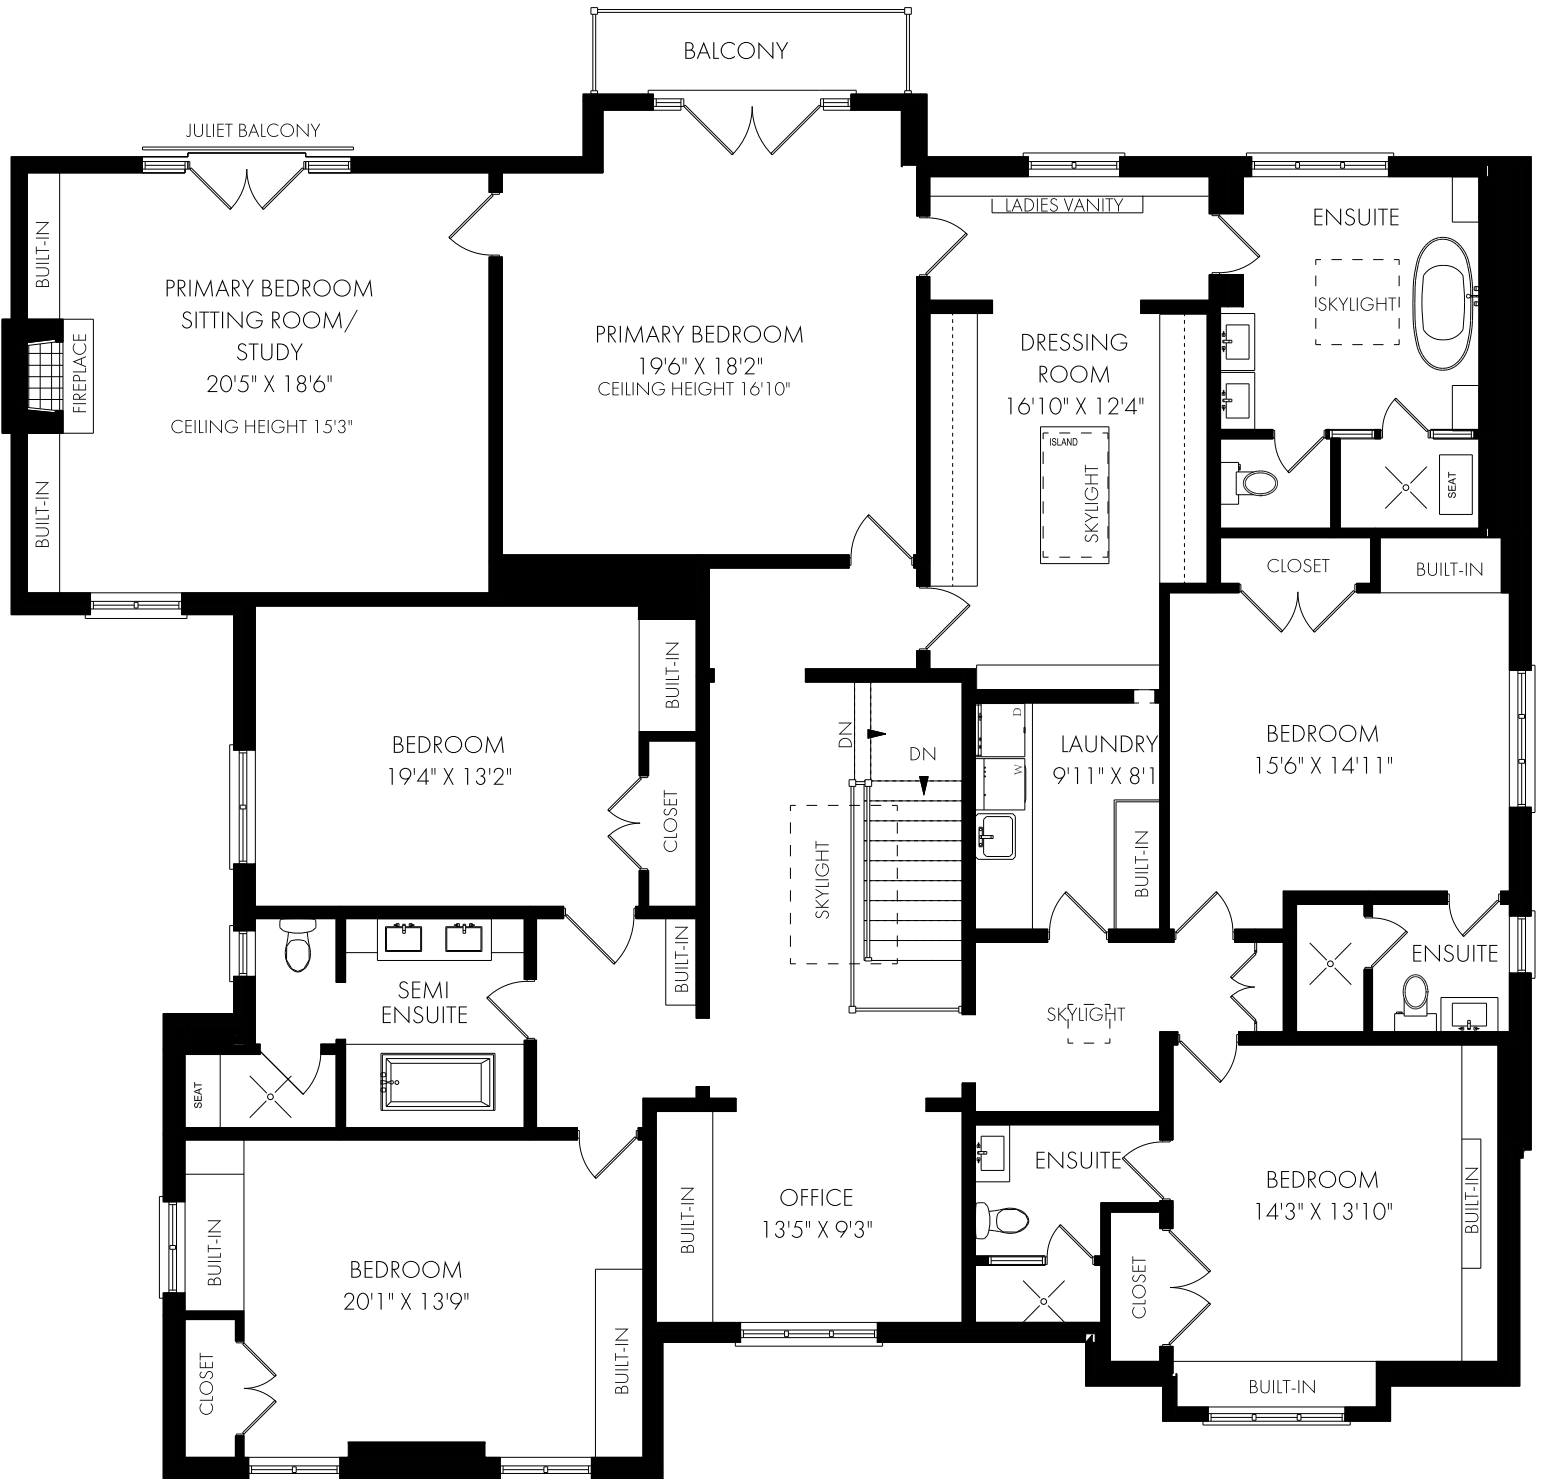 BALCONY
JULIET BALCONY
BUILT-IN
PRIMARY BEDROOM
SITTING ROOM/
STUDY
20'5" X 18'6"
CEILING HEIGHT 15'3"
FIREPLACE
BUILT-IN
PRIMARY BEDROOM
19'6" X 18'2"
CEILING HEIGHT 16'10"
LADIES VANITY
DRESSING
ROOM
16'10" X 12'4"
ISLAND
SKYLIGHT
ENSUITE
SKYLIGHT
SEAT
CLOSET
BUILT-IN
BEDROOM
19'4" X 13'2"
BUILT-IN
CLOSET
DN
DN
SKYLIGHT
D
W
LAUNDRY
9'11" X 8'1
BUILT-IN
BEDROOM
15'6" X 14'11"
SEMI
ENSUITE
BUILT-IN
SEAT
SKYLIGHT
ENSUITE
BUILT-IN
CLOSET
BEDROOM
20'1" X 13'9"
BUILT-IN
BUILT-IN
OFFICE
13'5" X 9'3"
ENSUITE
CLOSET
BEDROOM
14'3" X 13'10"
BUILT-IN
BUILT-IN